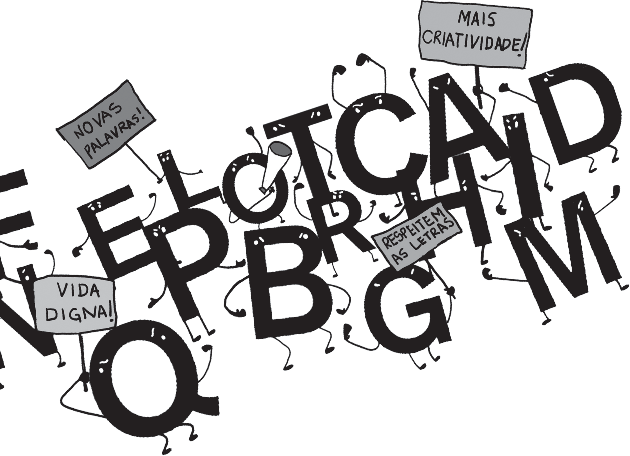 MAIS
CRIATIVIDADE!
NOVAS
PALAVRAS!
E L O T C A D
N P B R H I M
RESPEITEM
AS LETRAS
VIDA
DIGNA!
Q G